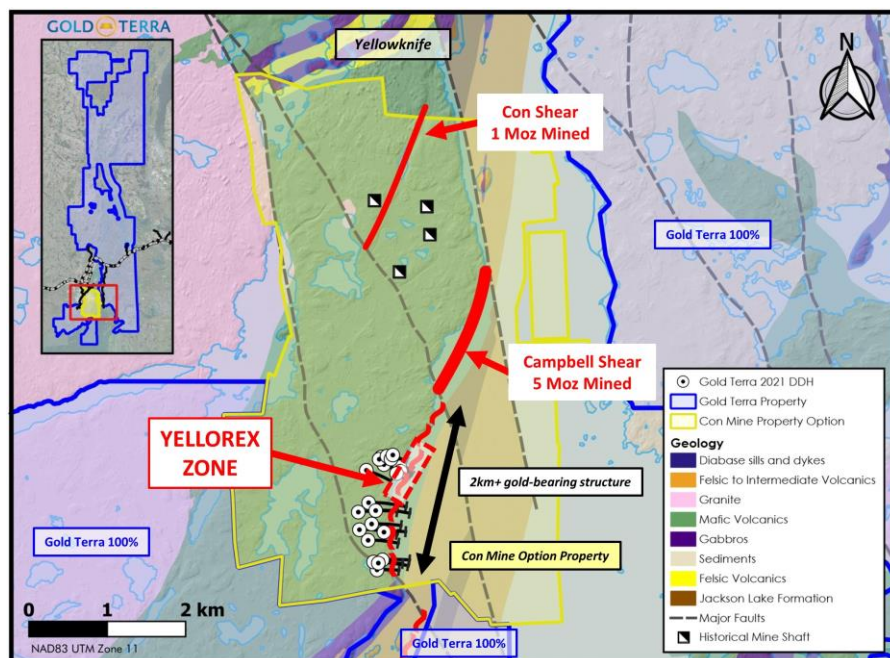 GOLD TERRA
Yellowknife
N
Con Shear
1 Moz Mined
Gold Terra 100%
Campbell Shear
5 Moz Mined
YELLOREX
ZONE
2km+ gold-bearing structure
Con Mine Option Property
Gold Terra 100%
Gold Terra 100%
0 1 2 km
NAD83 UTM Zone 11
Gold Terra 2021 DDH
Gold Terra Property
Con Mine Property Option
Geology
Diabase sills and dykes
Felsic to Intermediate Volcanics
Granite
Mafic Volcanics
Gabbros
Sediments
Felsic Volcanics
Jackson Lake Formation
Major Faults
Historical Mine Shaft